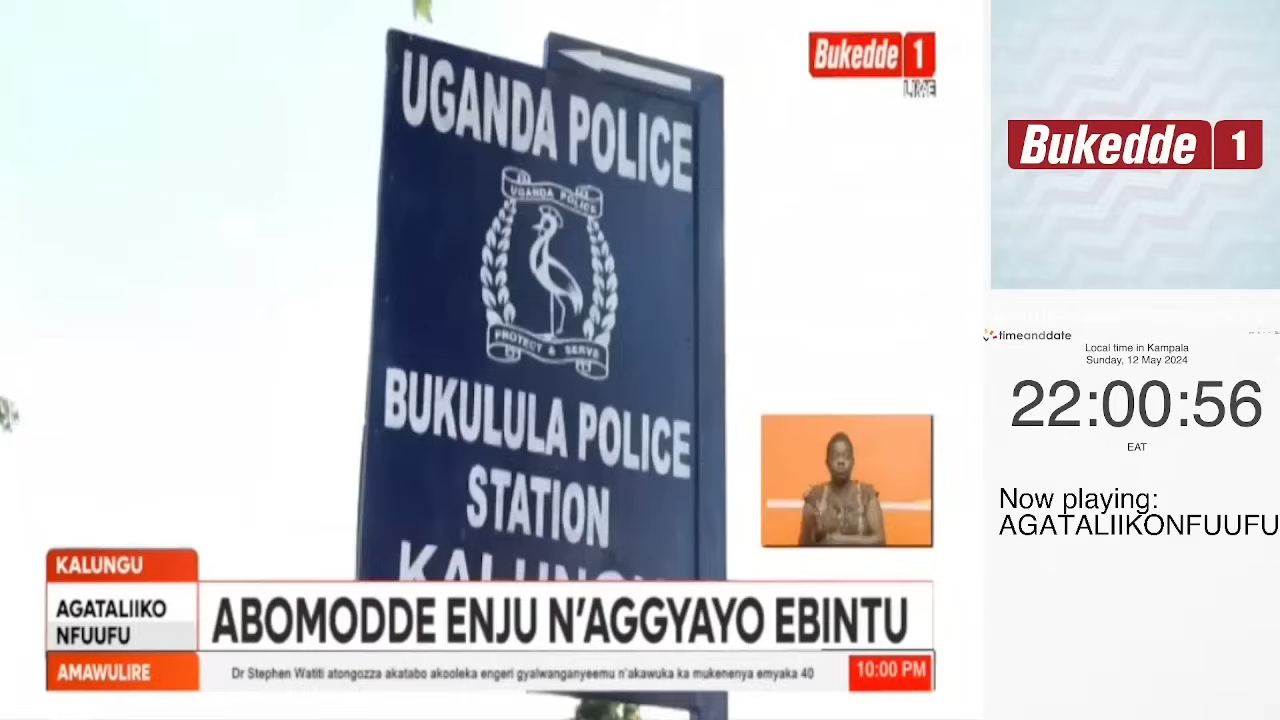 UGANDA POLICE
UGANDA POLICE
PROTECT & SERVE
BUKULULA POLICE
STATION
Bukedde 1
LIVE
KALUNGU
AGATALIIKO
NFUUFU
ABOMODDE ENJU N'AGGYAYO EBINTU
AMAWULIRE
Dr Stephen Watiti atongozza akatabo akooleka engeri gyalwanganyeemu n'akawuka ka mukenenya emyaka 40
10:00 PM
Bukedde 1
timeanddate
Local time in Kampala
Sunday, 12 May 2024
22:00:56
EAT
Now playing:
AGATALIIKONFUUFU